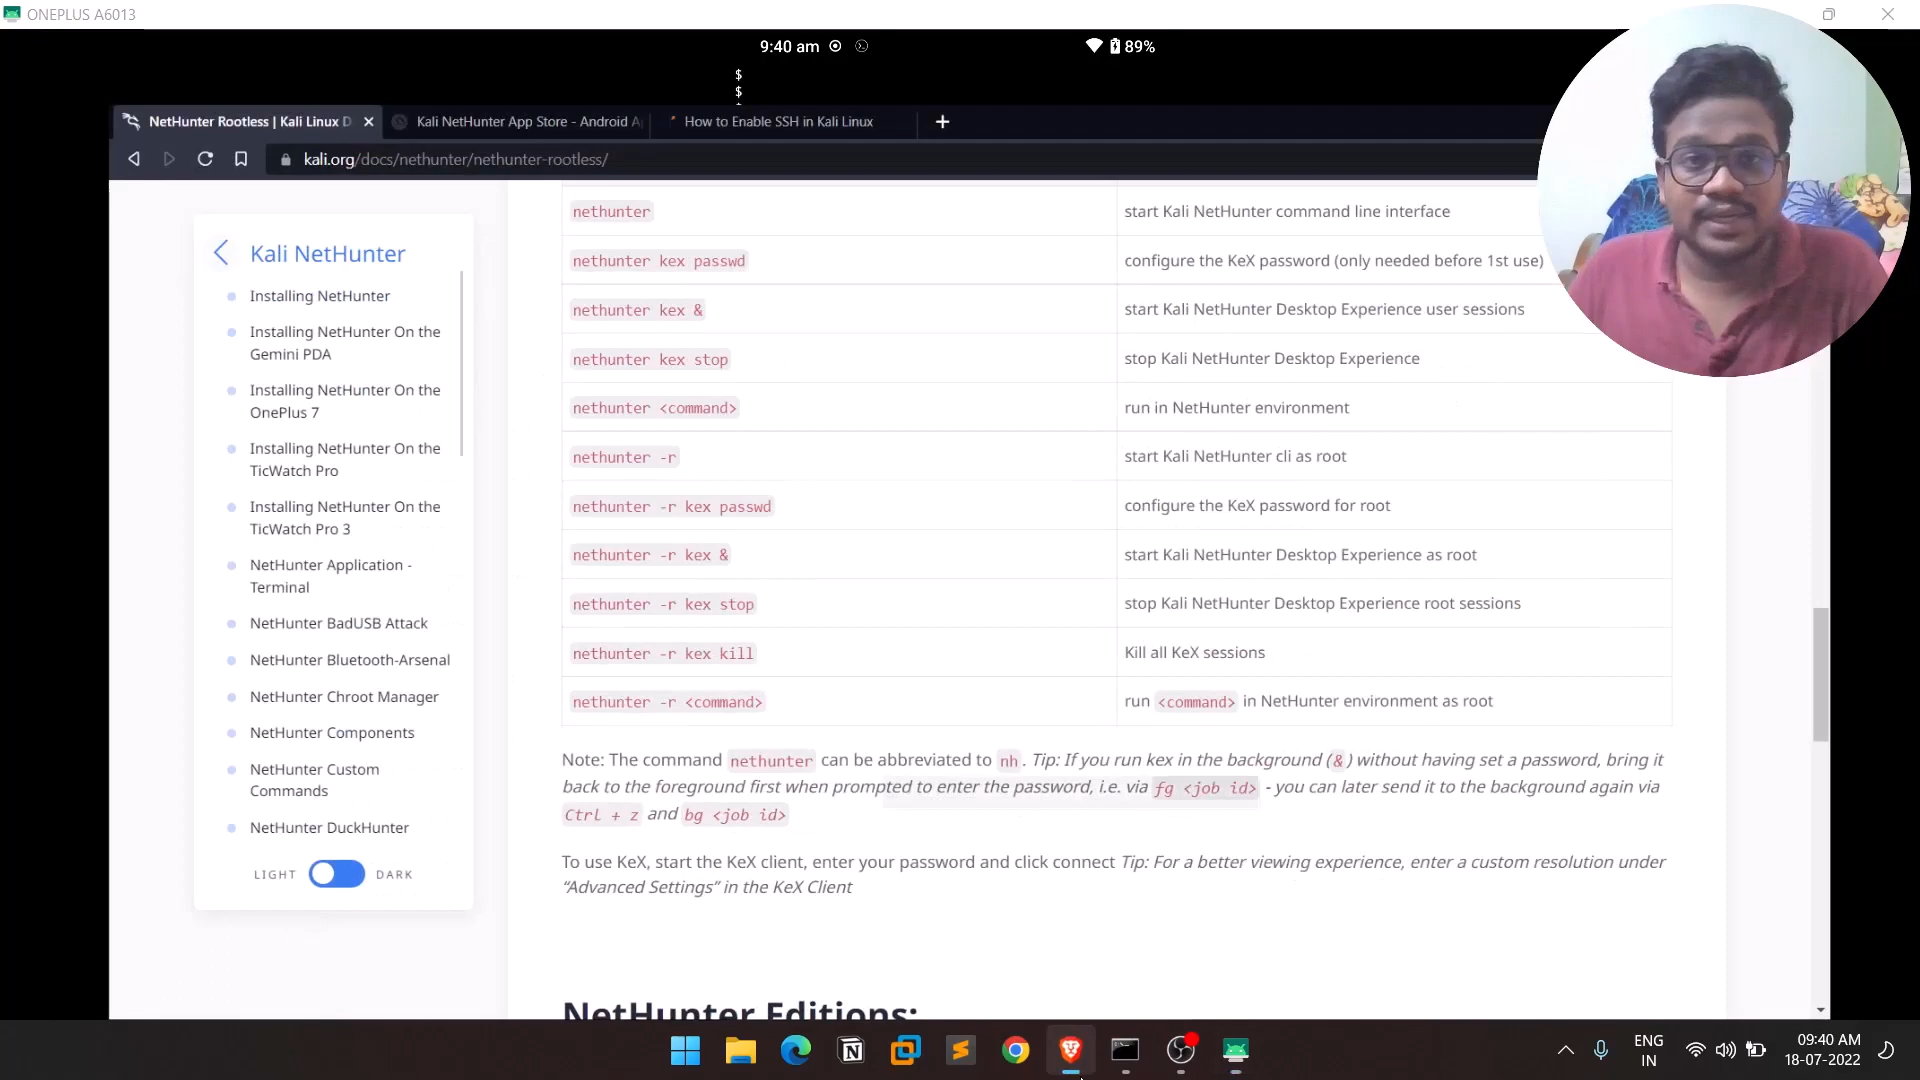 ONEPLUS A6013
9:40 am
89%
$
$
NetHunter Rootless | Kali Linux D
Kali NetHunter App Store - Android A
How to Enable SSH in Kali Linux
kali.org/docs/nethunter/nethunter-rootless/
Kali NetHunter
Installing NetHunter
Installing NetHunter On the
Gemini PDA
Installing NetHunter On the
OnePlus 7
Installing NetHunter On the
TicWatch Pro
Installing NetHunter On the
TicWatch Pro 3
NetHunter Application -
Terminal
NetHunter BadUSB Attack
NetHunter Bluetooth-Arsenal
NetHunter Chroot Manager
NetHunter Components
NetHunter Custom
Commands
NetHunter DuckHunter
LIGHT DARK
nethunter start Kali NetHunter command line interface
nethunter kex passwd configure the KeX password (only needed before 1st use)
nethunter kex & start Kali NetHunter Desktop Experience user sessions
nethunter kex stop stop Kali NetHunter Desktop Experience
nethunter <command> run in NetHunter environment
nethunter -r start Kali NetHunter cli as root
nethunter -r kex passwd configure the KeX password for root
nethunter -r kex & start Kali NetHunter Desktop Experience as root
nethunter -r kex stop stop Kali NetHunter Desktop Experience root sessions
nethunter -r kex kill Kill all KeX sessions
nethunter -r <command> run <command> in NetHunter environment as root
Note: The command nethunter can be abbreviated to nh. Tip: If you run kex in the background (&) without having set a password, bring it
back to the foreground first when prompted to enter the password, i.e. via fg <job id> - you can later send it to the background again via
Ctrl + z and bg <job id>
To use KeX, start the KeX client, enter your password and click connect Tip: For a better viewing experience, enter a custom resolution under
“Advanced Settings” in the KeX Client
NetHunter Editions:
ENG
IN
09:40 AM
18-07-2022